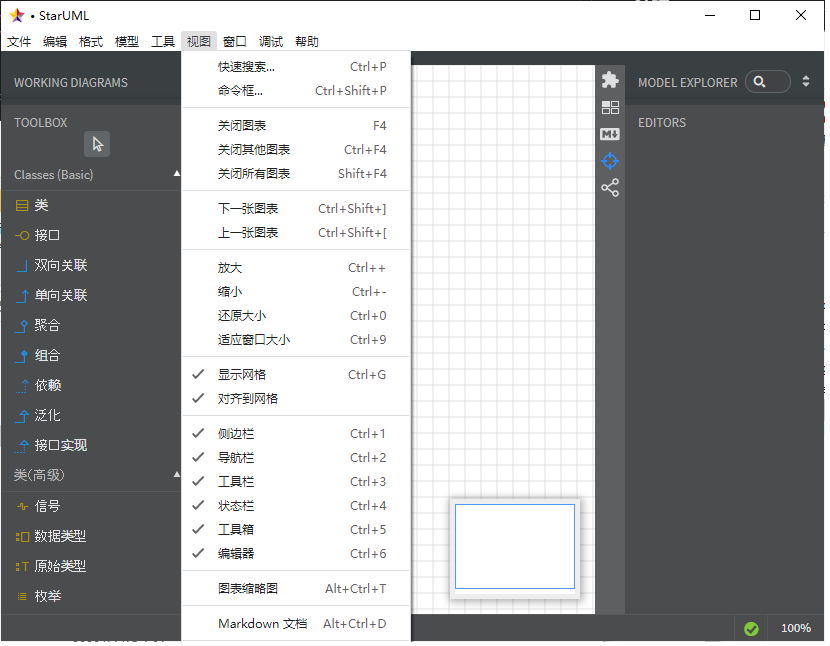 • StarUML
文件 编辑 格式 模型 工具 视图 窗口 调试 帮助
WORKING DIAGRAMS
TOOLBOX
Classes (Basic)
类
接口
双向关联
单向关联
聚合
组合
依赖
泛化
接口实现
类(高级)
信号
数据类型
原始类型
枚举
快速搜索... Ctrl+P
命令框... Ctrl+Shift+P
关闭图表 F4
关闭其他图表 Ctrl+F4
关闭所有图表 Shift+F4
下一张图表 Ctrl+Shift+]
上一张图表 Ctrl+Shift+[
放大 Ctrl++
缩小 Ctrl+-
还原大小 Ctrl+0
适应窗口大小 Ctrl+9
显示网格 Ctrl+G
对齐到网格
侧边栏 Ctrl+1
导航栏 Ctrl+2
工具栏 Ctrl+3
状态栏 Ctrl+4
工具箱 Ctrl+5
编辑器 Ctrl+6
图表缩略图 Alt+Ctrl+T
Markdown 文档 Alt+Ctrl+D
M
MODEL EXPLORER
EDITORS
100%